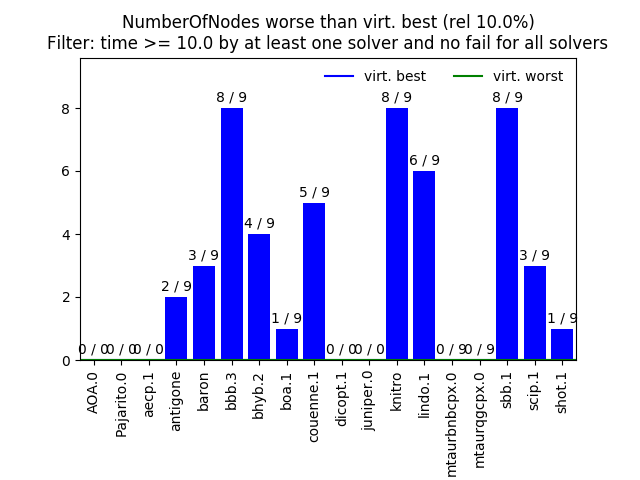 NumberOfNodes worse than virt. best (rel 10.0%)
Filter: time >= 10.0 by at least one solver and no fail for all solvers
virt. best
virt. worst
8
6
4
2
0
0 / 0
0 / 0
0 / 0
2 / 9
3 / 9
8 / 9
4 / 9
1 / 9
5 / 9
0 / 0
0 / 0
8 / 9
6 / 9
0 / 9
0 / 9
8 / 9
3 / 9
1 / 9
AOA.0
Pajarito.0
aecp.1
antigone
baron
bbb.3
bhyb.2
boa.1
couenne.1
dicopt.1
juniper.0
knitro
lindo.1
mtaurbnbcpx.0
mtaurqgcpx.0
sbb.1
scip.1
shot.1